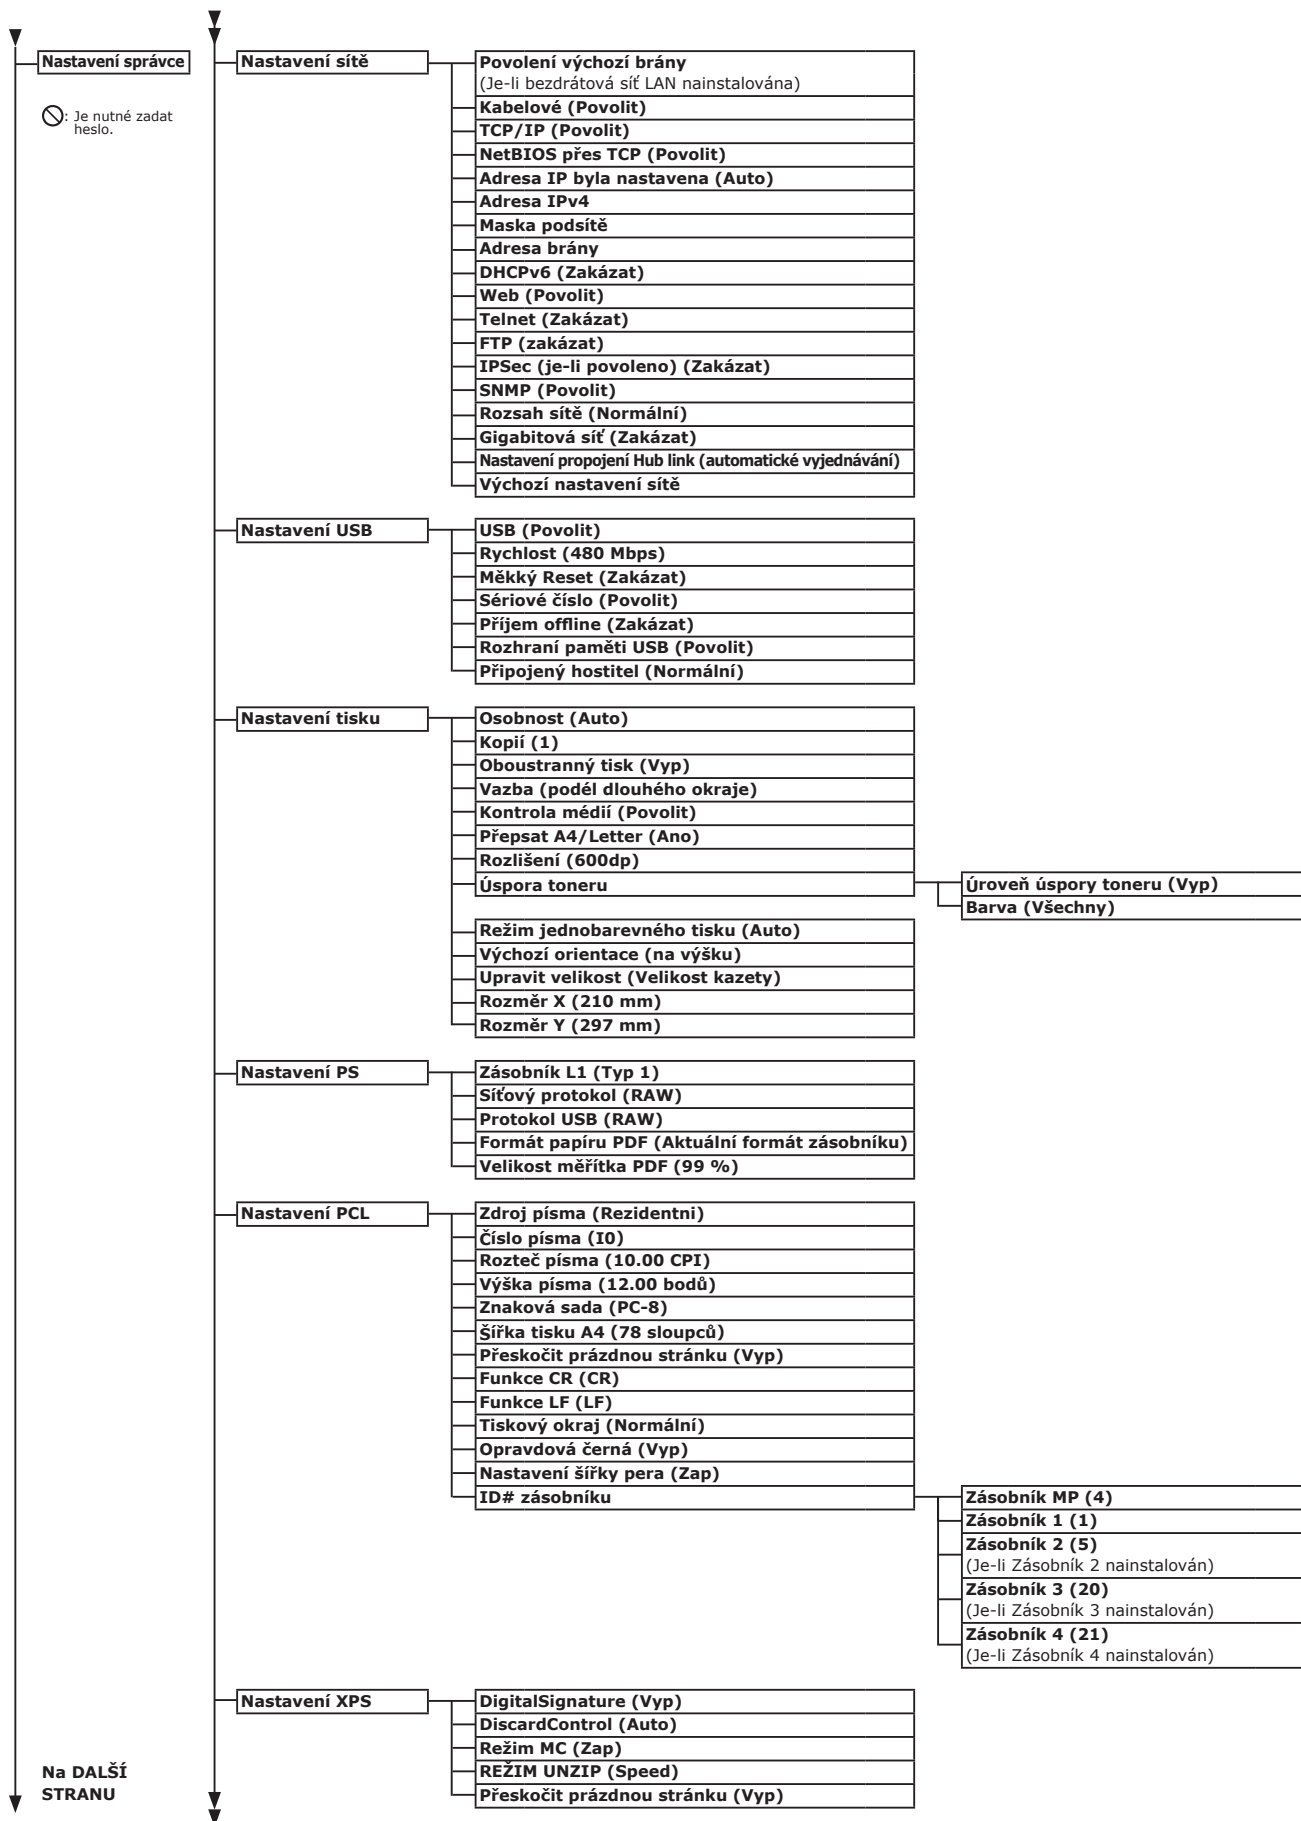 Nastavení správce
: Je nutné zadat
heslo.
Nastavení sítě
Povolení výchozí brány
(Je-li bezdrátová síť LAN nainstalována)
Kabelové (Povolit)
TCP/IP (Povolit)
NetBIOS přes TCP (Povolit)
Adresa IP byla nastavena (Auto)
Adresa IPv4
Maska podsítě
Adresa brány
DHCPv6 (Zakázat)
Web (Povolit)
Telnet (Zakázat)
FTP (zakázat)
IPSec (je-li povoleno) (Zakázat)
SNMP (Povolit)
Rozsah sítě (Normální)
Gigabitová síť (Zakázat)
Nastavení propojení Hub link (automatické vyjednávání)
Výchozí nastavení sítě
Nastavení USB
USB (Povolit)
Rychlost (480 Mbps)
Měkký Reset (Zakázat)
Sériové číslo (Povolit)
Příjem offline (Zakázat)
Rozhraní paměti USB (Povolit)
Připojený hostitel (Normální)
Nastavení tisku
Osobnost (Auto)
Kopií (1)
Oboustranný tisk (Vyp)
Vazba (podél dlouhého okraje)
Kontrola médií (Povolit)
Přepsat A4/Letter (Ano)
Rozlišení (600dp)
Úspora toneru
Úroveň úspory toneru (Vyp)
Barva (Všechny)
Režim jednobarevného tisku (Auto)
Výchozí orientace (na výšku)
Upravit velikost (Velikost kazety)
Rozměr X (210 mm)
Rozměr Y (297 mm)
Nastavení PS
Zásobník L1 (Typ 1)
Síťový protokol (RAW)
Protokol USB (RAW)
Formát papíru PDF (Aktuální formát zásobníku)
Velikost měřítka PDF (99 %)
Nastavení PCL
Zdroj písma (Rezidentni)
Číslo písma (I0)
Rozteč písma (10.00 CPI)
Výška písma (12.00 bodů)
Znaková sada (PC-8)
Šířka tisku A4 (78 sloupců)
Přeskočit prázdnou stránku (Vyp)
Funkce CR (CR)
Funkce LF (LF)
Tiskový okraj (Normální)
Opravdová černá (Vyp)
Nastavení šířky pera (Zap)
ID# zásobníku
Zásobník MP (4)
Zásobník 1 (1)
Zásobník 2 (5)
(Je-li Zásobník 2 nainstalován)
Zásobník 3 (20)
(Je-li Zásobník 3 nainstalován)
Zásobník 4 (21)
(Je-li Zásobník 4 nainstalován)
Nastavení XPS
DigitalSignature (Vyp)
DiscardControl (Auto)
Režim MC (Zap)
REŽIM UNZIP (Speed)
Přeskočit prázdnou stránku (Vyp)
Na DALŠÍ
STRANU